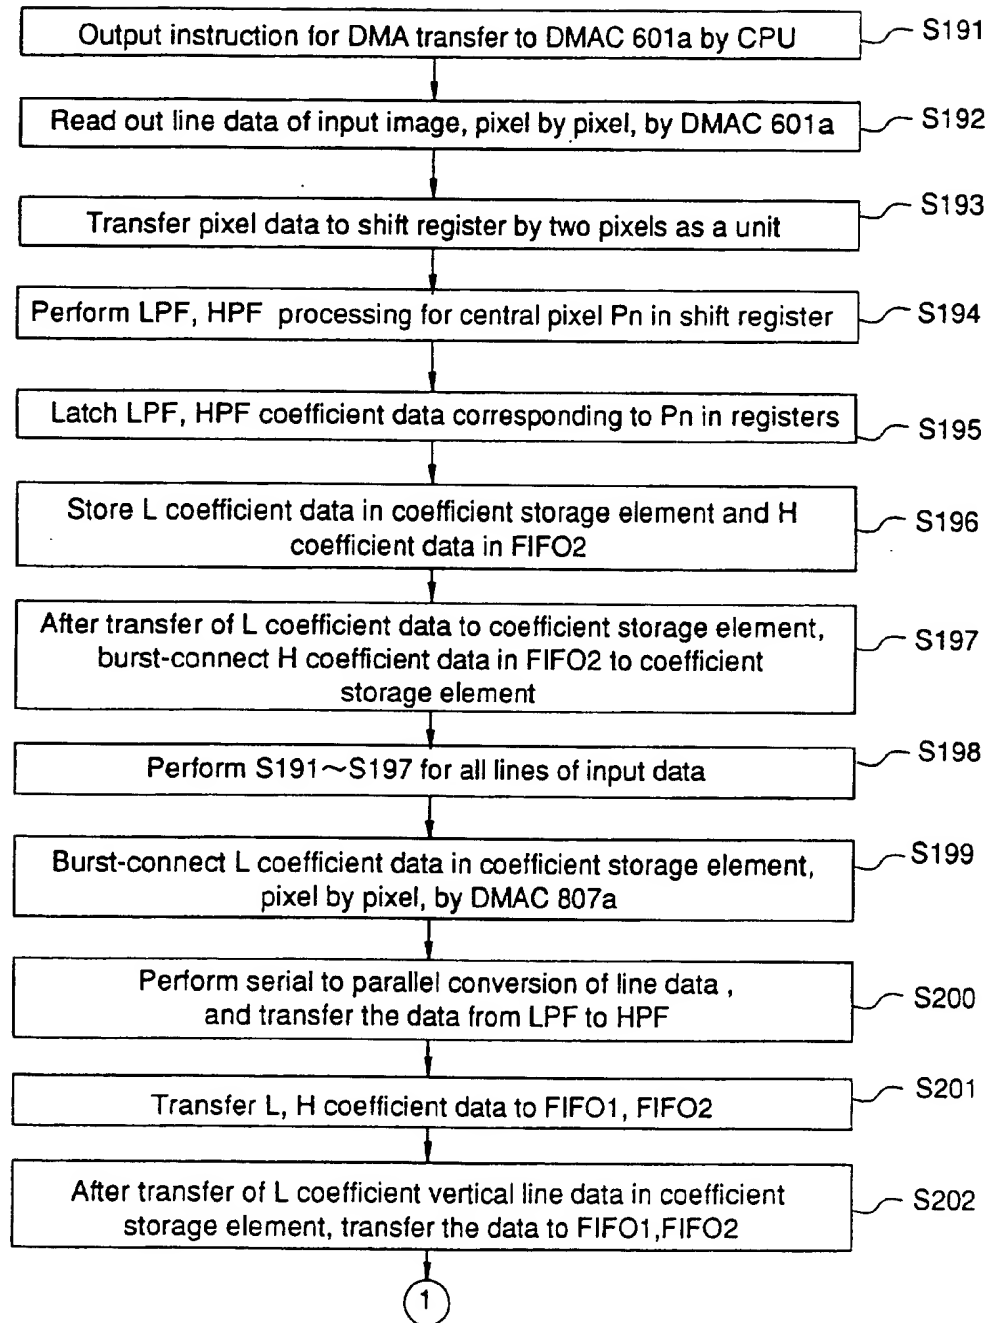 Output instruction for DMA transfer to DMAC 601a by CPU
S191
Read out line data of input image, pixel by pixel, by DMAC 601a
S192
Transfer pixel data to shift register by two pixels as a unit
S193
Perform LPF, HPF processing for central pixel Pn in shift register
S194
Latch LPF, HPF coefficient data corresponding to Pn in registers
S195
Store L coefficient data in coefficient storage element and H
coefficient data in FIFO2
S196
After transfer of L coefficient data to coefficient storage element,
burst-connect H coefficient data in FIFO2 to coefficient
storage element
S197
Perform S191~S197 for all lines of input data
S198
Burst-connect L coefficient data in coefficient storage element,
pixel by pixel, by DMAC 807a
S199
Perform serial to parallel conversion of line data ,
and transfer the data from LPF to HPF
S200
Transfer L, H coefficient data to FIFO1, FIFO2
S201
After transfer of L coefficient vertical line data in coefficient
storage element, transfer the data to FIFO1,FIFO2
S202
1